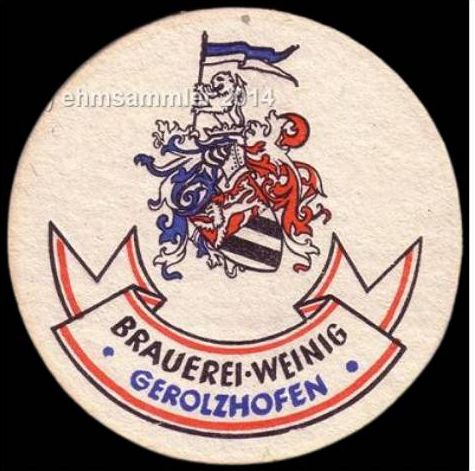 ehmsammler 2014
BRAUEREI·WEINIG
· GEROLZHOFEN ·